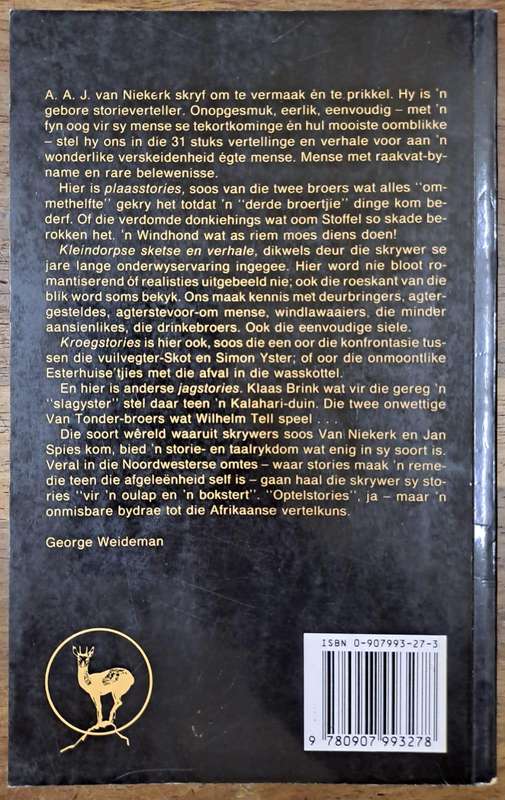 A. A. J. van Niekerk skryf om te vermaak én te prikkel. Hy is 'n
gebore storieverteller. Onopgesmuk, eerlik, eenvoudig – met 'n
fyn oog vir sy mense se tekortkominge én hul mooiste oomblikke
– stel hy ons in die 31 stuks vertellinge en verhale voor aan 'n
wonderlike verskeidenheid égte mense. Mense met raakvat-by-
name en rare belewenisse.
Hier is plaasstories, soos van die twee broers wat alles "om-
methelfte" gekry het totdat 'n "derde broertjie" dinge kom be-
derf. Of die verdomde donkiehings wat oom Stoffel so skade be-
rokken het. 'n Windhond wat as riem moes diens doen!
Kleindorpse sketse en verhale, dikwels deur die skrywer se
jare lange onderwyservaring ingegee. Hier word nie bloot ro-
mantiserend óf realisties uitgebeeld nie; ook die roeskant van die
blik word soms bekyk. Ons maak kennis met deurbringers, agter-
gesteldes, agterstevoor-om mense, windlawaaiers, die minder
aansienlikes, die drinkebroers. Ook die eenvoudige siele.
Kroegstories is hier ook, soos die een oor die konfrontasie tus-
sen die vuilvegter-Skot en Simon Yster; of oor die onmoontlike
Esterhuise'tjies met die afval in die wasskottel.
En hier is anderse jagstories. Klaas Brink wat vir die gereg 'n
"slagyster" stel daar teen 'n Kalahari-duin. Die twee onwettige
Van Tonder-broers wat Wilhelm Tell speel . . .
Die soort wêreld waaruit skrywers soos Van Niekerk en Jan
Spies kom, bied 'n storie- en taalrykdom wat enig in sy soort is.
Veral in die Noordwesterse omtes – waar stories maak 'n reme-
die teen die afgeleënheid self is – gaan haal die skrywer sy sto-
ries "vir 'n oulap en 'n bokstert". "Optelstories", ja – maar 'n
onmisbare bydrae tot die Afrikaanse vertelkuns.
George Weideman
ISBN 0-907993-27-3
9 780907 993278